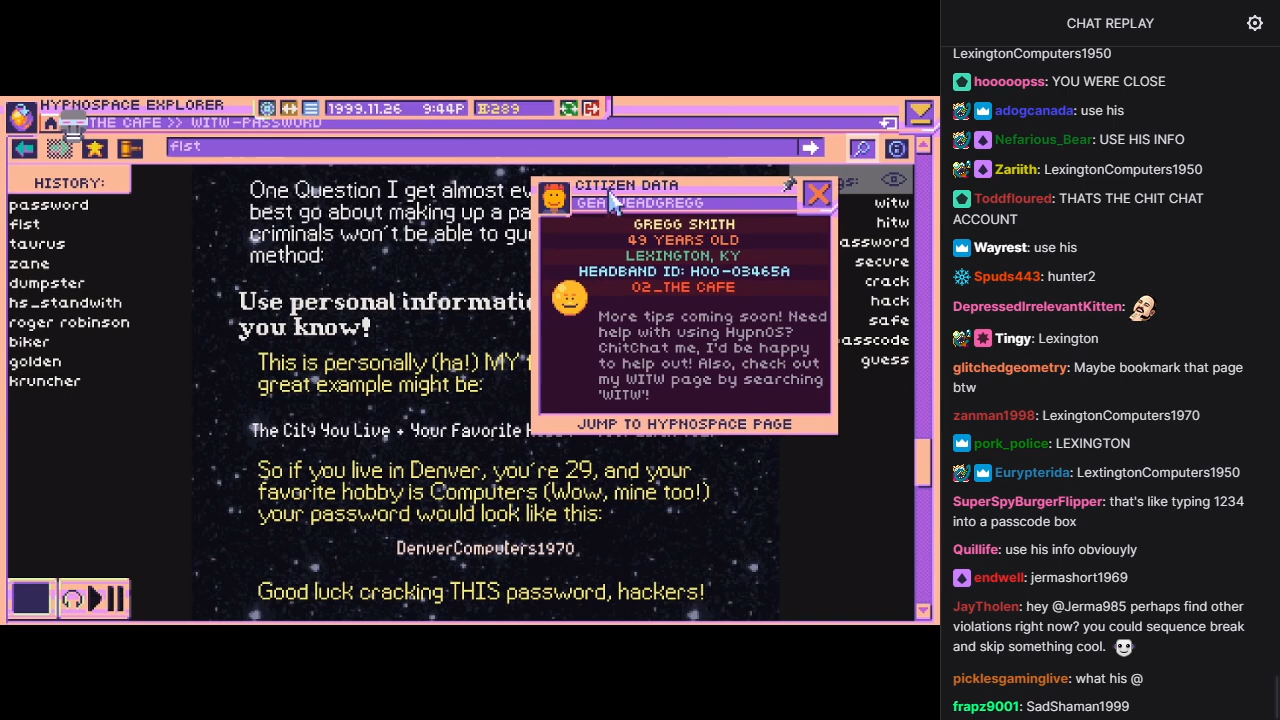 HYPNOSPACE EXPLORER
1999.11.26 9:44P
289
THE CAFE >> WITW-PASSWORD
flst
HISTORY:
password
flst
taurus
zane
dumpster
hs_standwith
roger robinson
biker
golden
kruncher
One Question I get almost
best go about making up a
criminals won't be able to
method:
Use personal
you know!
This is personally (ha!) MY
great example might be:
The City You Live + Your Favorite
So if you live in Denver, you're 29, and your
favorite hobby is Computers (Wow, mine too!)
your password would look like this:
DenverComputers1970
Good luck cracking THIS password, hackers!
CITIZEN DATA
GREGG SMITH
49 YEARS OLD
LEXINGTON, KY
HEADBAND ID: H00-03465A
02_THE CAFE
More tips coming soon! Need
help with using HypnOS?
ChitChat me, I'd be happy
to help out! Also, check out
my WITW page by searching
'WITW'!
JUMP TO HYPNOSPACE PAGE
gs:
witw
hitw
assword
secure
crack
hack
safe
asscode
guess
CHAT REPLAY
LexingtonComputers1950
hooooopss: YOU WERE CLOSE
adogcanada: use his
Nefarious_Bear: USE HIS INFO
Zariith: LexingtonComputers1950
Toddfloured: THATS THE CHIT CHAT
ACCOUNT
Wayrest: use his
Spuds443: hunter2
DepressedIrrelevantKitten:
Tingy: Lexington
glitchedgeometry: Maybe bookmark that page
btw
zanman1998: LexingtonComputers1970
pork_police: LEXINGTON
Eurypterida: LextingtonComputers1950
SuperSpyBurgerFlipper: that's like typing 1234
into a passcode box
Quillife: use his info obviouyly
endwell: jermashort1969
JayTholen: hey @Jerma985 perhaps find other
violations right now? you could sequence break
and skip something cool.
picklesgaminglive: what his @
frapz9001: SadShaman1999